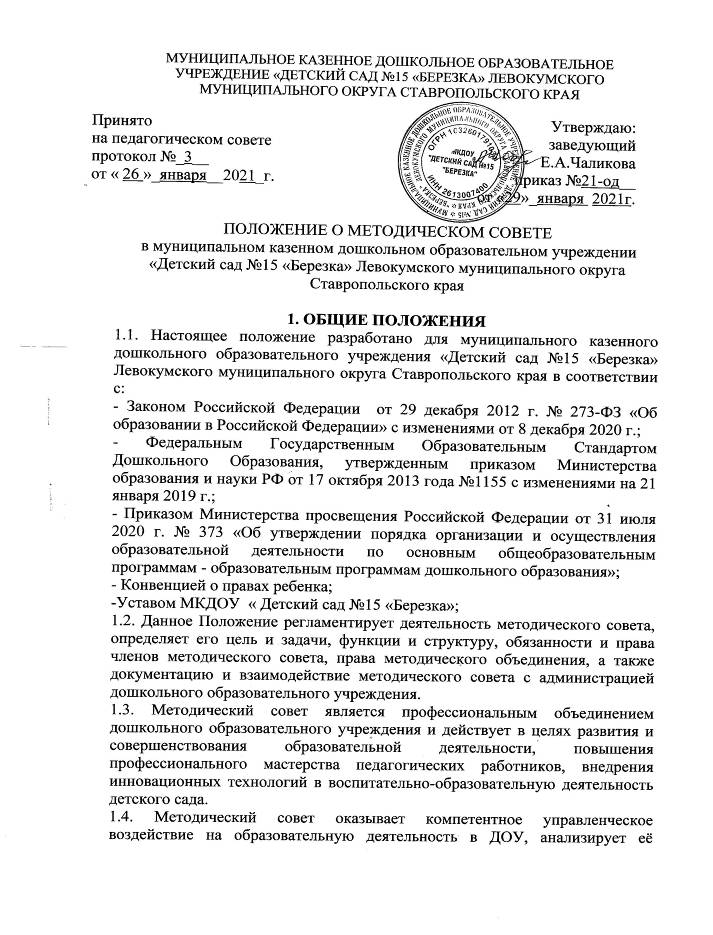 МУНИЦИПАЛЬНОЕ КАЗЕННОЕ ДОШКОЛЬНОЕ ОБРАЗОВАТЕЛЬНОЕ
УЧРЕЖДЕНИЕ «ДЕТСКИЙ САД №15 «БЕРЕЗКА» ЛЕВОКУМСКОГО
МУНИЦИПАЛЬНОГО ОКРУГА СТАВРОПОЛЬСКОГО КРАЯ
Принято
на педагогическом совете
протокол №_3__
от « 26 »_января__2021_г.
Утверждаю:
заведующий
Е.А.Чаликова
приказ №21-од__
от «29»_января_2021г.
МКДОУ
"ДЕТСКИЙ САД №15
"БЕРЕЗКА"
ИНН 2613007400
ПОЛОЖЕНИЕ О МЕТОДИЧЕСКОМ СОВЕТЕ
в муниципальном казенном дошкольном образовательном учреждении
«Детский сад №15 «Березка» Левокумского муниципального округа
Ставропольского края
1. ОБЩИЕ ПОЛОЖЕНИЯ
1.1. Настоящее положение разработано для муниципального казенного
дошкольного образовательного учреждения «Детский сад №15 «Березка»
Левокумского муниципального округа Ставропольского края в соответствии
с:
- Законом Российской Федерации от 29 декабря 2012 г. № 273-ФЗ «Об
образовании в Российской Федерации» с изменениями от 8 декабря 2020 г.;
- Федеральным Государственным Образовательным Стандартом
Дошкольного Образования, утвержденным приказом Министерства
образования и науки РФ от 17 октября 2013 года №1155 с изменениями на 21
января 2019 г.;
- Приказом Министерства просвещения Российской Федерации от 31 июля
2020 г. № 373 «Об утверждении порядка организации и осуществления
образовательной деятельности по основным общеобразовательным
программам - образовательным программам дошкольного образования»;
- Конвенцией о правах ребенка;
-Уставом МКДОУ « Детский сад №15 «Березка»;
1.2. Данное Положение регламентирует деятельность методического совета,
определяет его цель и задачи, функции и структуру, обязанности и права
членов методического совета, права методического объединения, а также
документацию и взаимодействие методического совета с администрацией
дошкольного образовательного учреждения.
1.3. Методический совет является профессиональным объединением
дошкольного образовательного учреждения и действует в целях развития и
совершенствования образовательной деятельности, повышения
профессионального мастерства педагогических работников, внедрения
инновационных технологий в воспитательно-образовательную деятельность
детского сада.
1.4. Методический совет оказывает компетентное управленческое
воздействие на образовательную деятельность в ДОУ, анализирует её